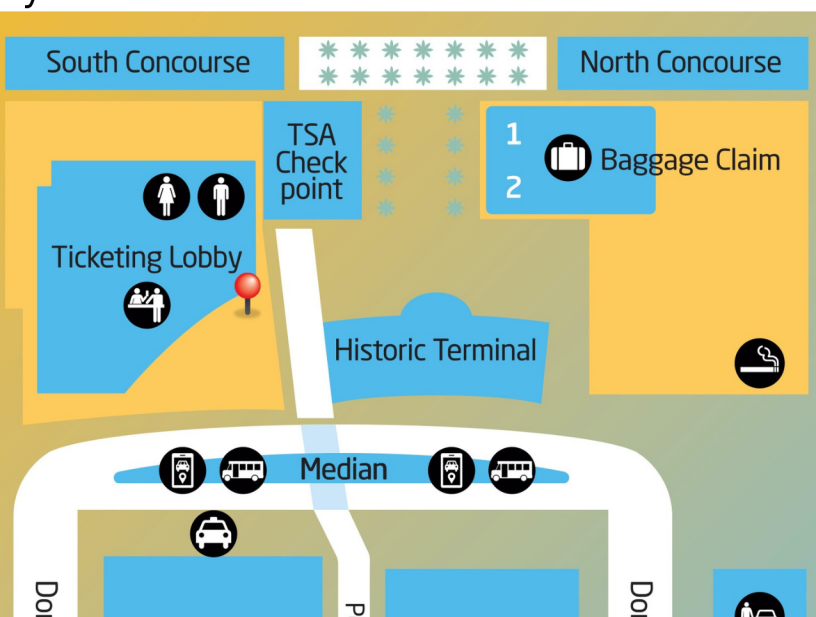 South Concourse
North Concourse
TSA
Check
point
1
Baggage Claim
2
Ticketing Lobby
Historic Terminal
Median